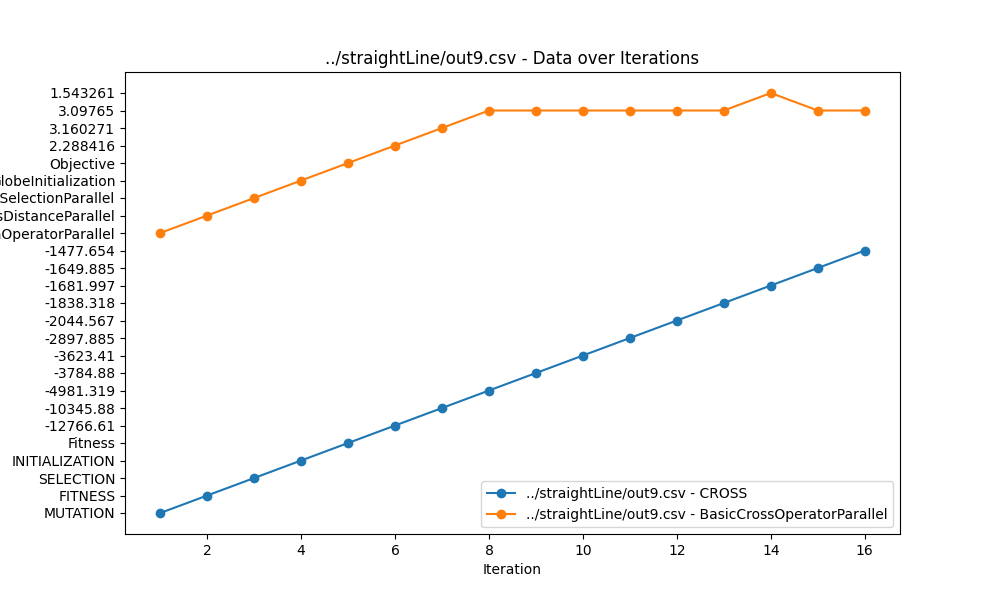 ../straightLine/out9.csv - Data over Iterations
1.543261
3.09765
3.160271
2.288416
Objective
GlobeInitialization
SelectionParallel
sDistanceParallel
OperatorParallel
-1477.654
-1649.885
-1681.997
-1838.318
-2044.567
-2897.885
-3623.41
-3784.88
-4981.319
-10345.88
-12766.61
Fitness
INITIALIZATION
SELECTION
FITNESS
MUTATION
../straightLine/out9.csv - CROSS
../straightLine/out9.csv - BasicCrossOperatorParallel
2 4 6 8 10 12 14 16
Iteration